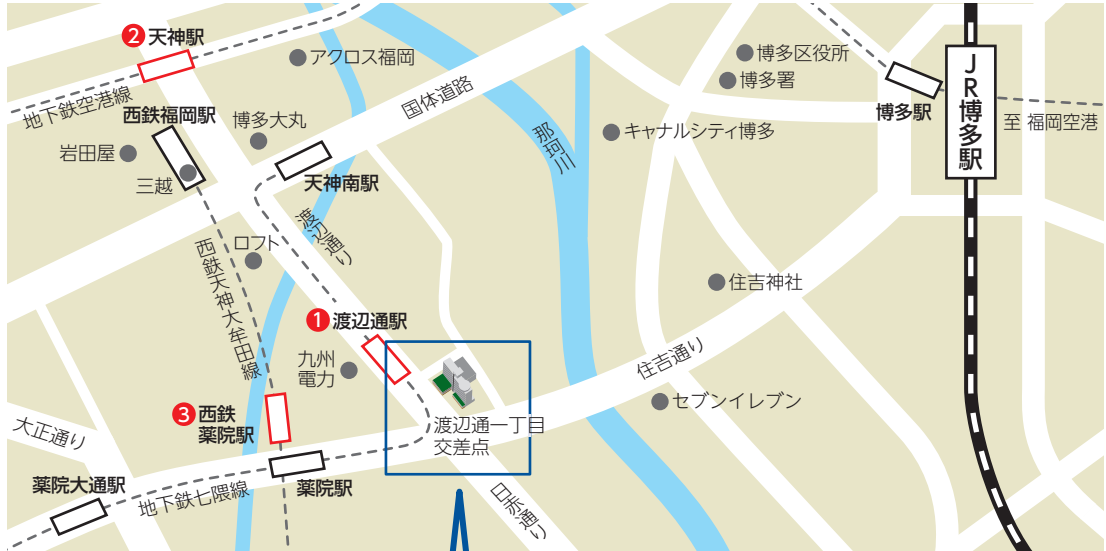 2 天神駅
アクロス福岡
地下鉄空港線
西鉄福岡駅
博多大丸
岩田屋
三越
天神南駅
国体道路
那珂川
博多区役所
博多署
キャナルシティ博多
博多駅
JR博多駅
至 福岡空港
渡辺通り
ロフト
西鉄天神大牟田線
1 渡辺通駅
九州
電力
住吉神社
住吉通り
セブンイレブン
3 西鉄
薬院駅
渡辺通一丁目
交差点
大正通り
薬院大通駅
地下鉄七隈線
薬院駅
日赤通り